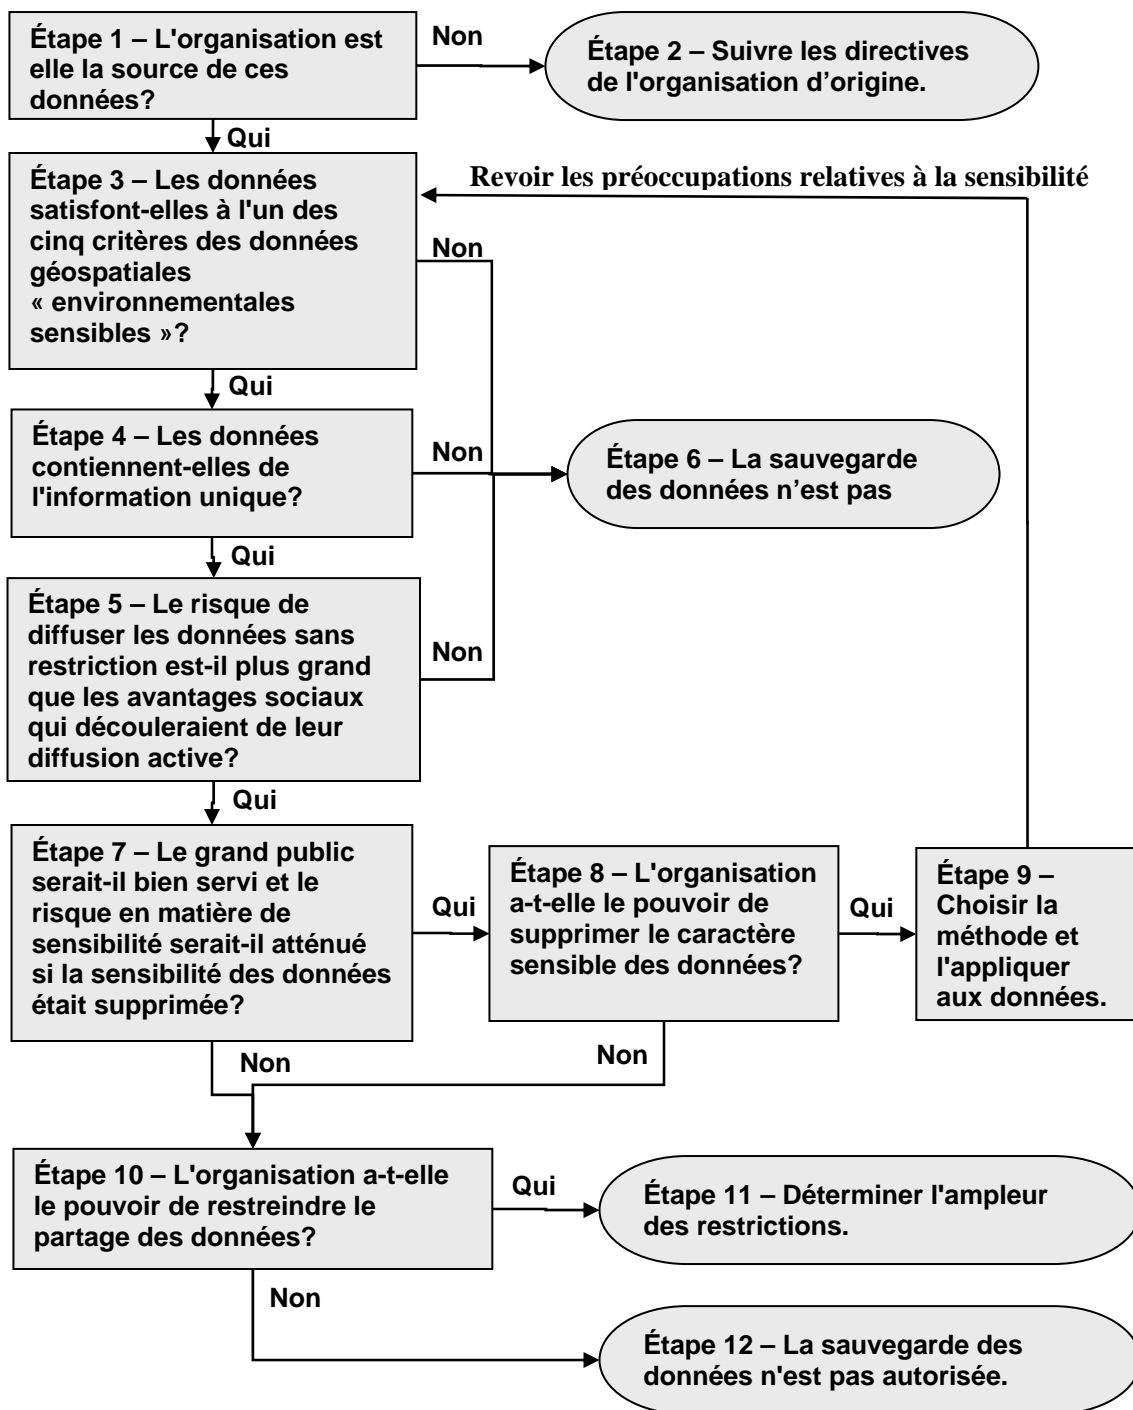 Étape 1 – L'organisation est
elle la source de ces
données?
Non
Étape 2 – Suivre les directives
de l'organisation d'origine.
Qui
Étape 3 – Les données
satisfont-elles à l'un des
cinq critères des données
géospatiales
« environnementales
sensibles »?
Revoir les préoccupations relatives à la sensibilité
Non
Qui
Étape 4 – Les données
contiennent-elles de
l'information unique?
Non
Étape 6 – La sauvegarde
des données n’est pas
Qui
Étape 5 – Le risque de
diffuser les données sans
restriction est-il plus grand
que les avantages sociaux
qui découleraient de leur
diffusion active?
Non
Qui
Étape 7 – Le grand public
serait-il bien servi et le
risque en matière de
sensibilité serait-il atténué
si la sensibilité des données
était supprimée?
Qui
Étape 8 – L'organisation
a-t-elle le pouvoir de
supprimer le caractère
sensible des données?
Qui
Étape 9 –
Choisir la
méthode et
l'appliquer
aux données.
Non
Non
Étape 10 – L'organisation a-t-elle
le pouvoir de restreindre le
partage des données?
Qui
Étape 11 – Déterminer l'ampleur
des restrictions.
Non
Étape 12 – La sauvegarde des
données n'est pas autorisée.